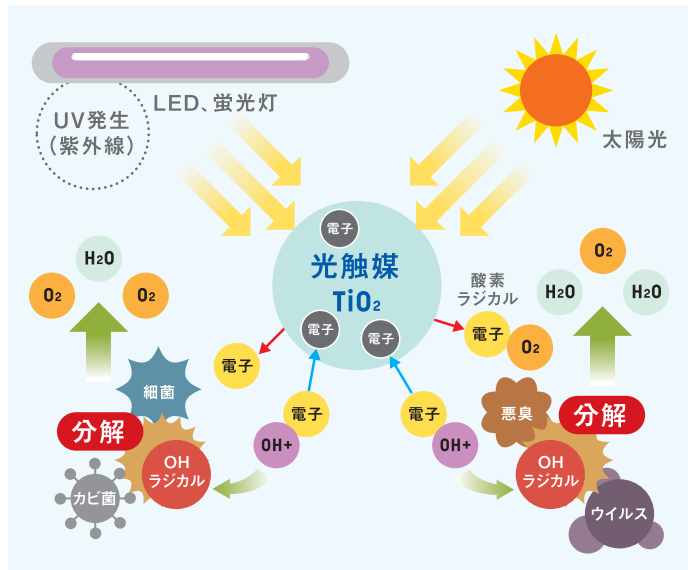 LED、蛍光灯
UV発生
（紫外線）
太陽光
電子
光触媒
TiO₂
電子
電子
酸素
ラジカル
電子
O₂
電子
H₂O
O₂
O₂
O₂
H₂O
H₂O
細菌
分解
OH
ラジカル
カビ菌
電子
OH+
電子
OH+
悪臭
分解
OH
ラジカル
ウイルス